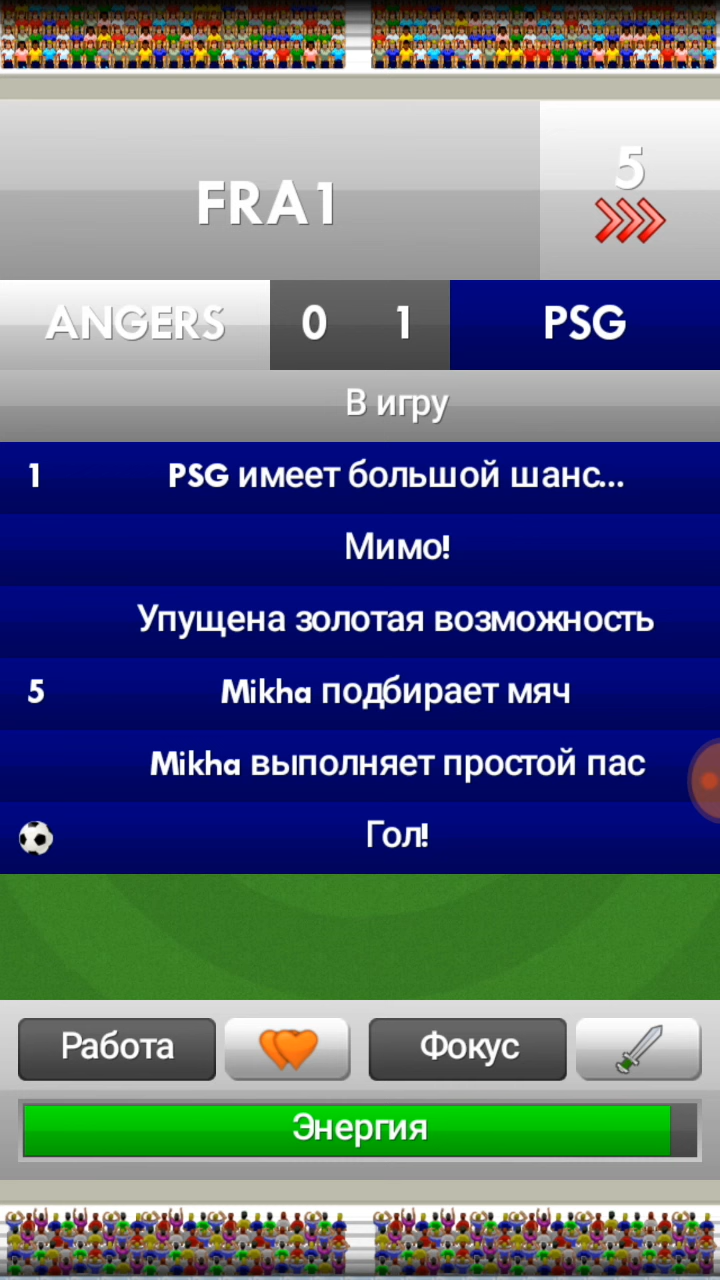 FRA1
5
ANGERS 0 1 PSG
В игру
1 PSG имеет большой шанс...
Мимо!
Упущена золотая возможность
5 Mikha подбирает мяч
Mikha выполняет простой пас
Гол!
Работа Фокус
Энергия